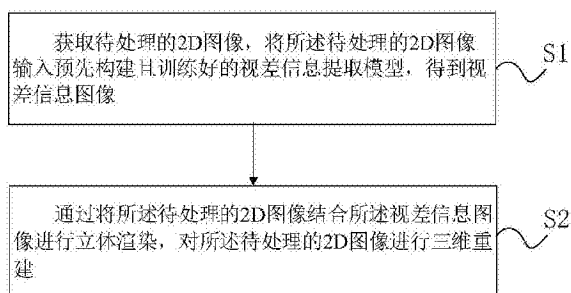 获取待处理的2D图像，将所述待处理的2D图像
输入预先构建且训练好的视差信息提取模型，得到视
差信息图像
S1
通过将所述待处理的2D图像结合所述视差信息图
像进行立体渲染，对所述待处理的2D图像进行三维重
建
S2